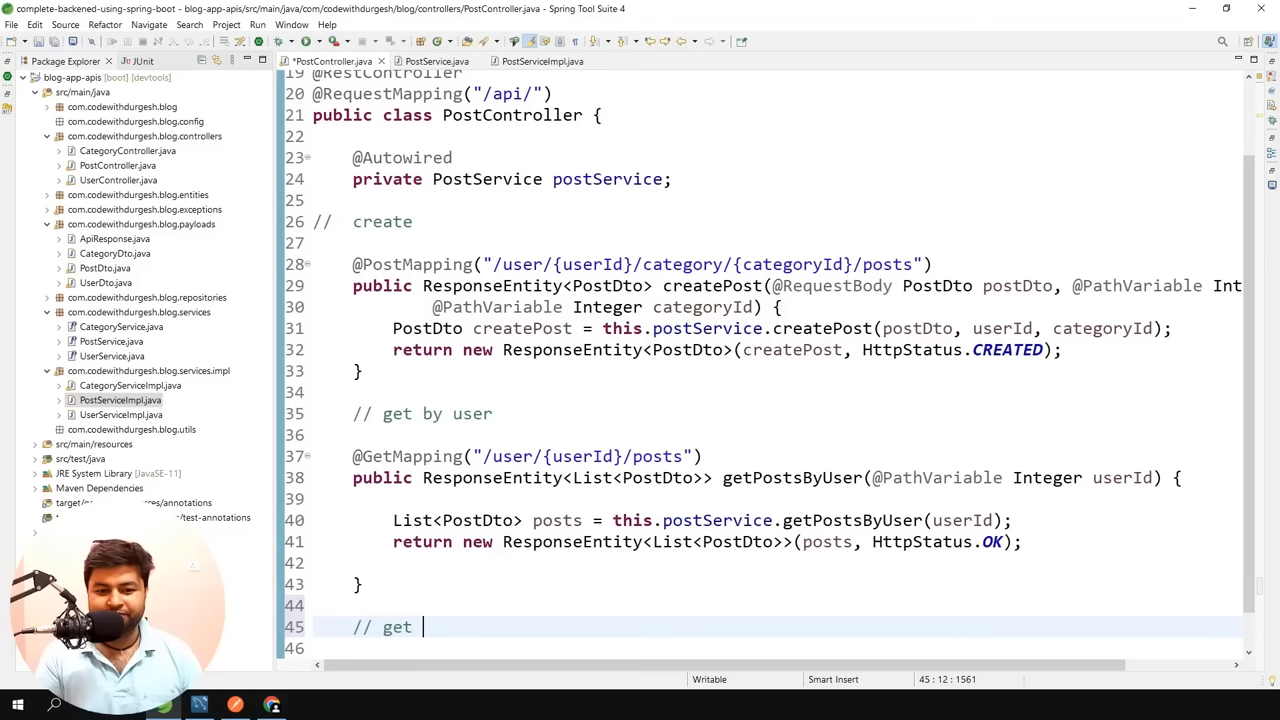 complete-backened-using-spring-boot - blog-app-apis/src/main/java/com/codewithdurgesh/blog/controllers/PostController.java - Spring Tool Suite 4
File Edit Source Refactor Navigate Search Project Run Window Help
Package Explorer JUnit
*PostController.java PostService.java PostServiceImpl.java
blog-app-apis [boot] [devtools]
src/main/java
com.codewithdurgesh.blog
com.codewithdurgesh.blog.config
com.codewithdurgesh.blog.controllers
CategoryController.java
PostController.java
UserController.java
com.codewithdurgesh.blog.entities
com.codewithdurgesh.blog.exceptions
com.codewithdurgesh.blog.payloads
ApiResponse.java
CategoryDto.java
PostDto.java
UserDto.java
com.codewithdurgesh.blog.repositories
com.codewithdurgesh.blog.services
CategoryService.java
PostService.java
UserService.java
com.codewithdurgesh.blog.services.impl
CategoryServiceImpl.java
PostServiceImpl.java
UserServiceImpl.java
com.codewithdurgesh.blog.utils
src/main/resources
src/test/java
JRE System Library [JavaSE-11]
Maven Dependencies
rces/annotations
s/test-annotations
19 @RestController
20 @RequestMapping("/api/")
21 public class PostController {
22
23 @Autowired
24 private PostService postService;
25
26 // create
27
28 @PostMapping("/user/{userId}/category/{categoryId}/posts")
29 public ResponseEntity<PostDto> createPost(@RequestBody PostDto postDto, @PathVariable Int
30 @PathVariable Integer categoryId) {
31 PostDto createPost = this.postService.createPost(postDto, userId, categoryId);
32 return new ResponseEntity<PostDto>(createPost, HttpStatus.CREATED);
33 }
34
35 // get by user
36
37 @GetMapping("/user/{userId}/posts")
38 public ResponseEntity<List<PostDto>> getPostsByUser(@PathVariable Integer userId) {
39
40 List<PostDto> posts = this.postService.getPostsByUser(userId);
41 return new ResponseEntity<List<PostDto>>(posts, HttpStatus.OK);
42
43 }
44
45 // get
46
Writable Smart Insert 45 : 12 : 1561